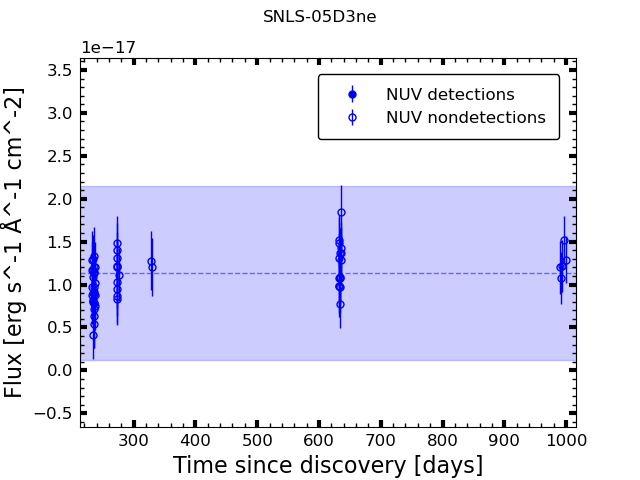 SNLS-05D3ne
1e−17
NUV detections
NUV nondetections
3.5
3.0
2.5
2.0
1.5
1.0
0.5
0.0
−0.5
Flux [erg s^-1 Å^-1 cm^-2]
300 400 500 600 700 800 900 1000
Time since discovery [days]